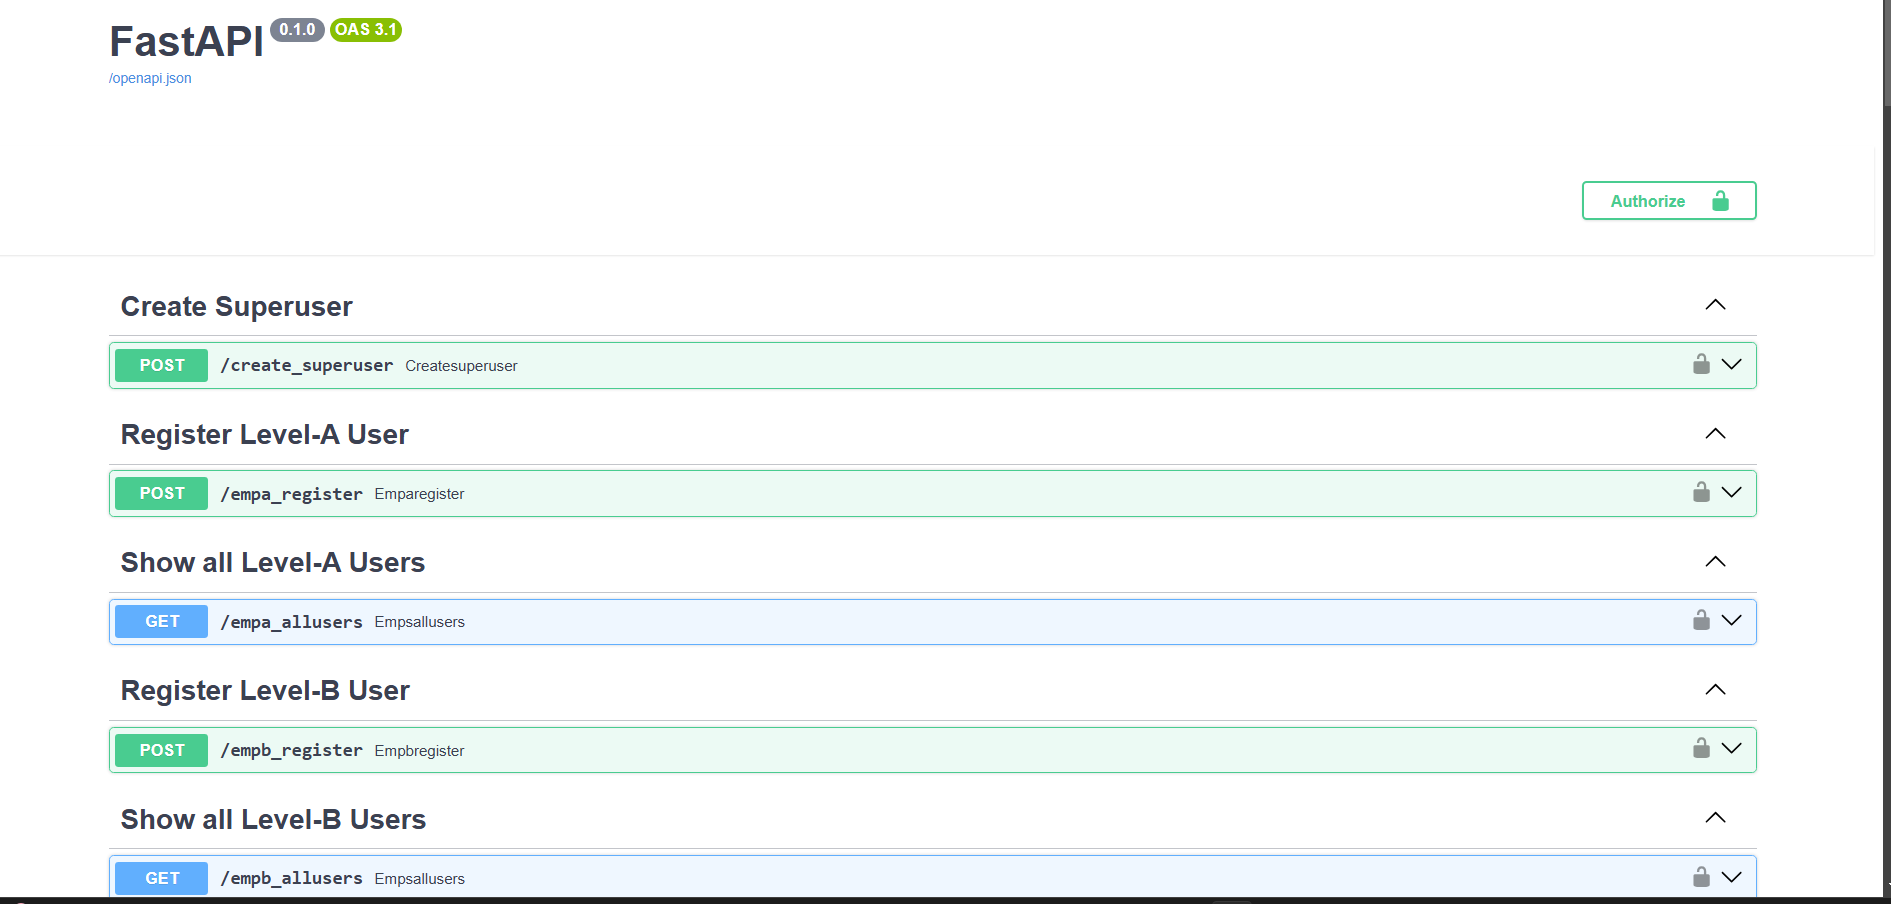 FastAPI 0.1.0 OAS 3.1
/openapi.json
Authorize
Create Superuser
POST /create_superuser Createsuperuser
Register Level-A User
POST /empa_register Emparegister
Show all Level-A Users
GET /empa_allusers Empsallusers
Register Level-B User
POST /empb_register Empbregister
Show all Level-B Users
GET /empb_allusers Empsallusers